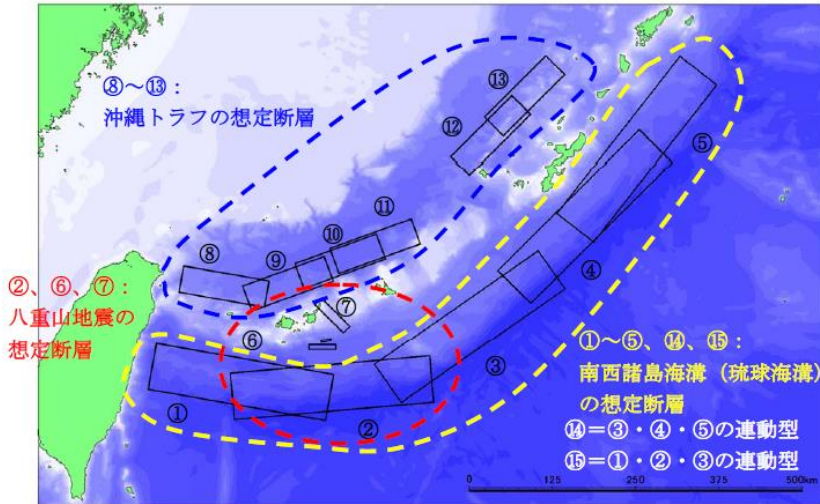 ⑧~⑬:
沖縄トラフの想定断層
⑬
⑫
⑤
⑪
⑩
⑨
⑧
④
②、⑥、⑦:
八重山地震の
想定断層
⑦
⑥
③
①
②
①~⑤、⑭、⑮:
南西諸島海溝(琉球海溝)
の想定断層
⑭=③・④・⑤の連動型
⑮=①・②・③の連動型
0 125 250 375 500km